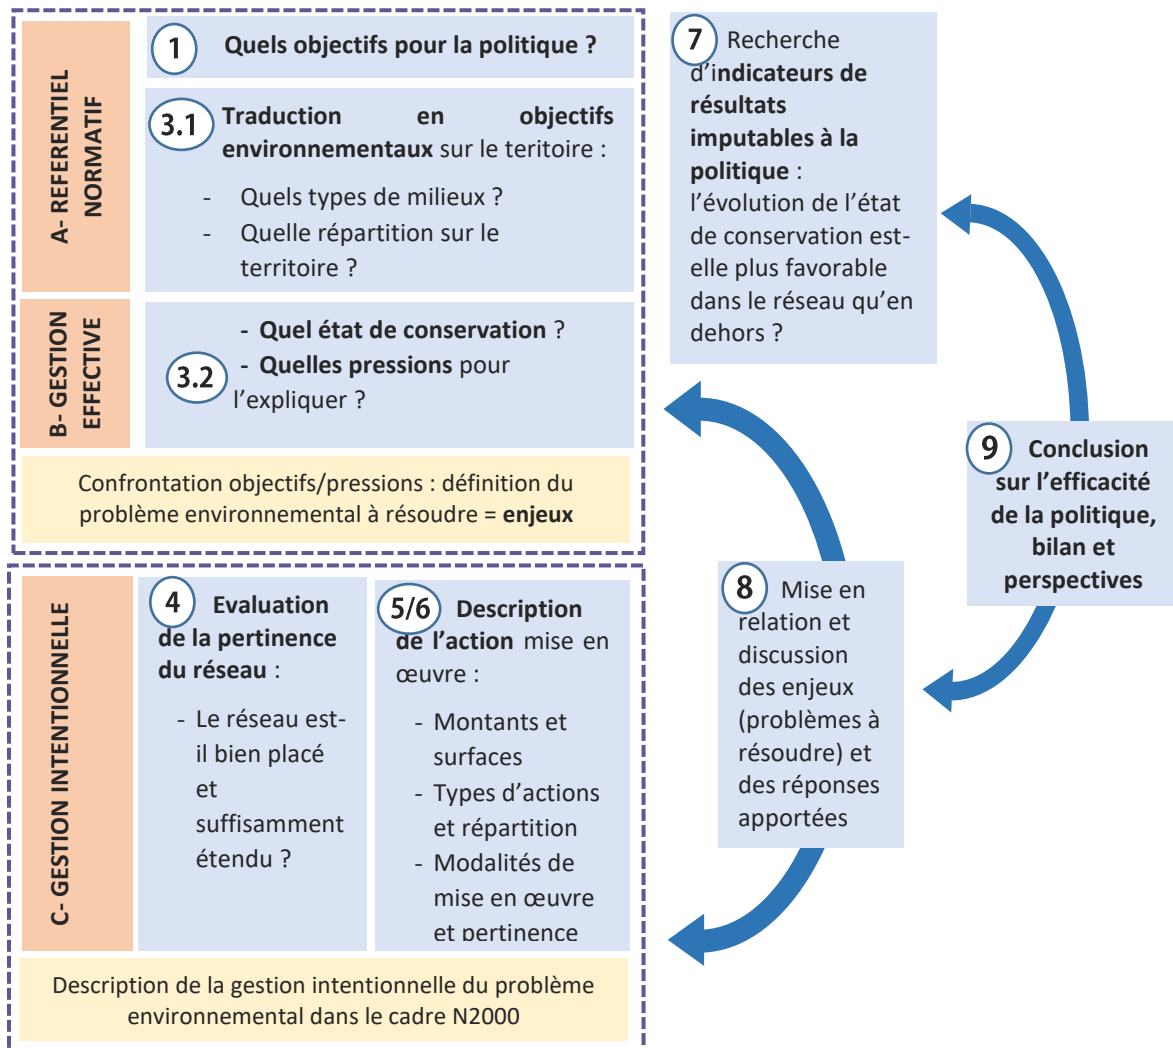 A- REFERENTIEL
NORMATIF
1
Quels objectifs pour la politique ?
3.1
Traduction en objectifs
environnementaux sur le teritoire :
- Quels types de milieux ?
- Quelle répartition sur le
territoire ?
B- GESTION
EFFECTIVE
- Quel état de conservation ?
3.2
- Quelles pressions pour
l'expliquer ?
Confrontation objectifs/pressions : définition du
problème environnemental à résoudre = enjeux
C- GESTION INTENTIONNELLE
4
Evaluation
de la pertinence
du réseau :
- Le réseau est-
il bien placé
et
suffisamment
étendu ?
5/6
Description
de l'action mise en
œuvre :
- Montants et
surfaces
- Types d'actions
et répartition
- Modalités de
mise en œuvre
et pertinence
Description de la gestion intentionnelle du problème
environnemental dans le cadre N2000
7
Recherche
d'indicateurs de
résultats
imputables à la
politique :
l'évolution de l'état
de conservation est-
elle plus favorable
dans le réseau qu'en
dehors ?
8
Mise en
relation et
discussion
des enjeux
(problèmes à
résoudre) et
des réponses
apportées
9
Conclusion
sur l'efficacité
de la politique,
bilan et
perspectives